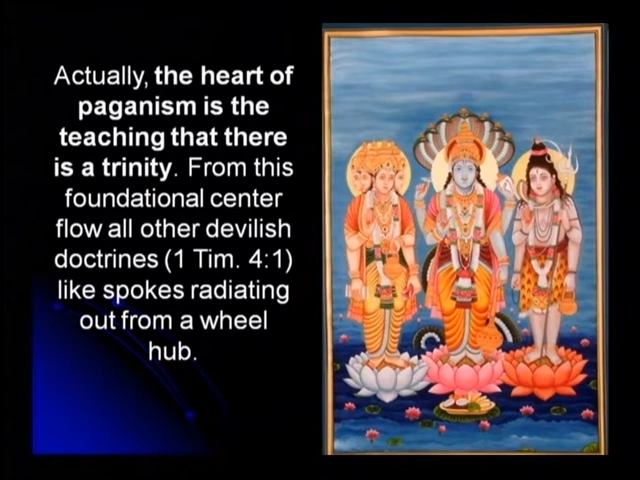 Actually, the heart of
paganism is the
teaching that there
is a trinity. From this
foundational center
flow all other devilish
doctrines (1 Tim. 4:1)
like spokes radiating
out from a wheel
hub.